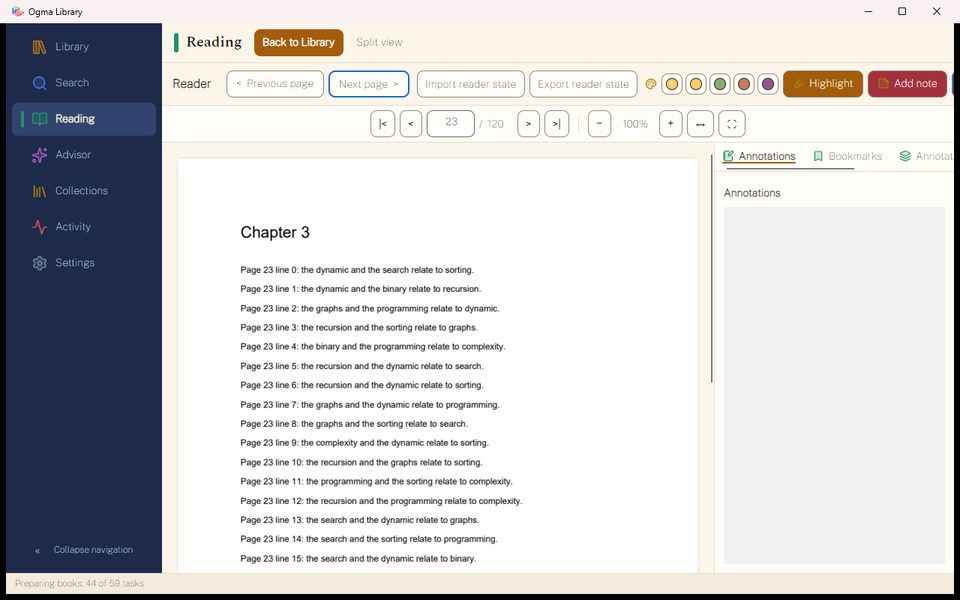 Ogma Library
Library
Search
Reading
Advisor
Collections
Activity
Settings
« Collapse navigation
Reading
Back to Library
Split view
Reader
< Previous page
Next page >
Import reader state
Export reader state
Highlight
Add note
|<
<
23
/ 120
>
>|
−
100%
+
Chapter 3
Page 23 line 0: the dynamic and the search relate to sorting.
Page 23 line 1: the dynamic and the binary relate to recursion.
Page 23 line 2: the graphs and the programming relate to dynamic.
Page 23 line 3: the recursion and the sorting relate to graphs.
Page 23 line 4: the binary and the programming relate to complexity.
Page 23 line 5: the recursion and the dynamic relate to search.
Page 23 line 6: the recursion and the dynamic relate to sorting.
Page 23 line 7: the graphs and the dynamic relate to programming.
Page 23 line 8: the graphs and the sorting relate to search.
Page 23 line 9: the complexity and the dynamic relate to sorting.
Page 23 line 10: the recursion and the graphs relate to sorting.
Page 23 line 11: the programming and the sorting relate to complexity.
Page 23 line 12: the recursion and the programming relate to complexity.
Page 23 line 13: the search and the dynamic relate to graphs.
Page 23 line 14: the search and the sorting relate to programming.
Page 23 line 15: the search and the dynamic relate to binary.
Annotations
Bookmarks
Annotat
Annotations
Preparing books: 44 of 59 tasks